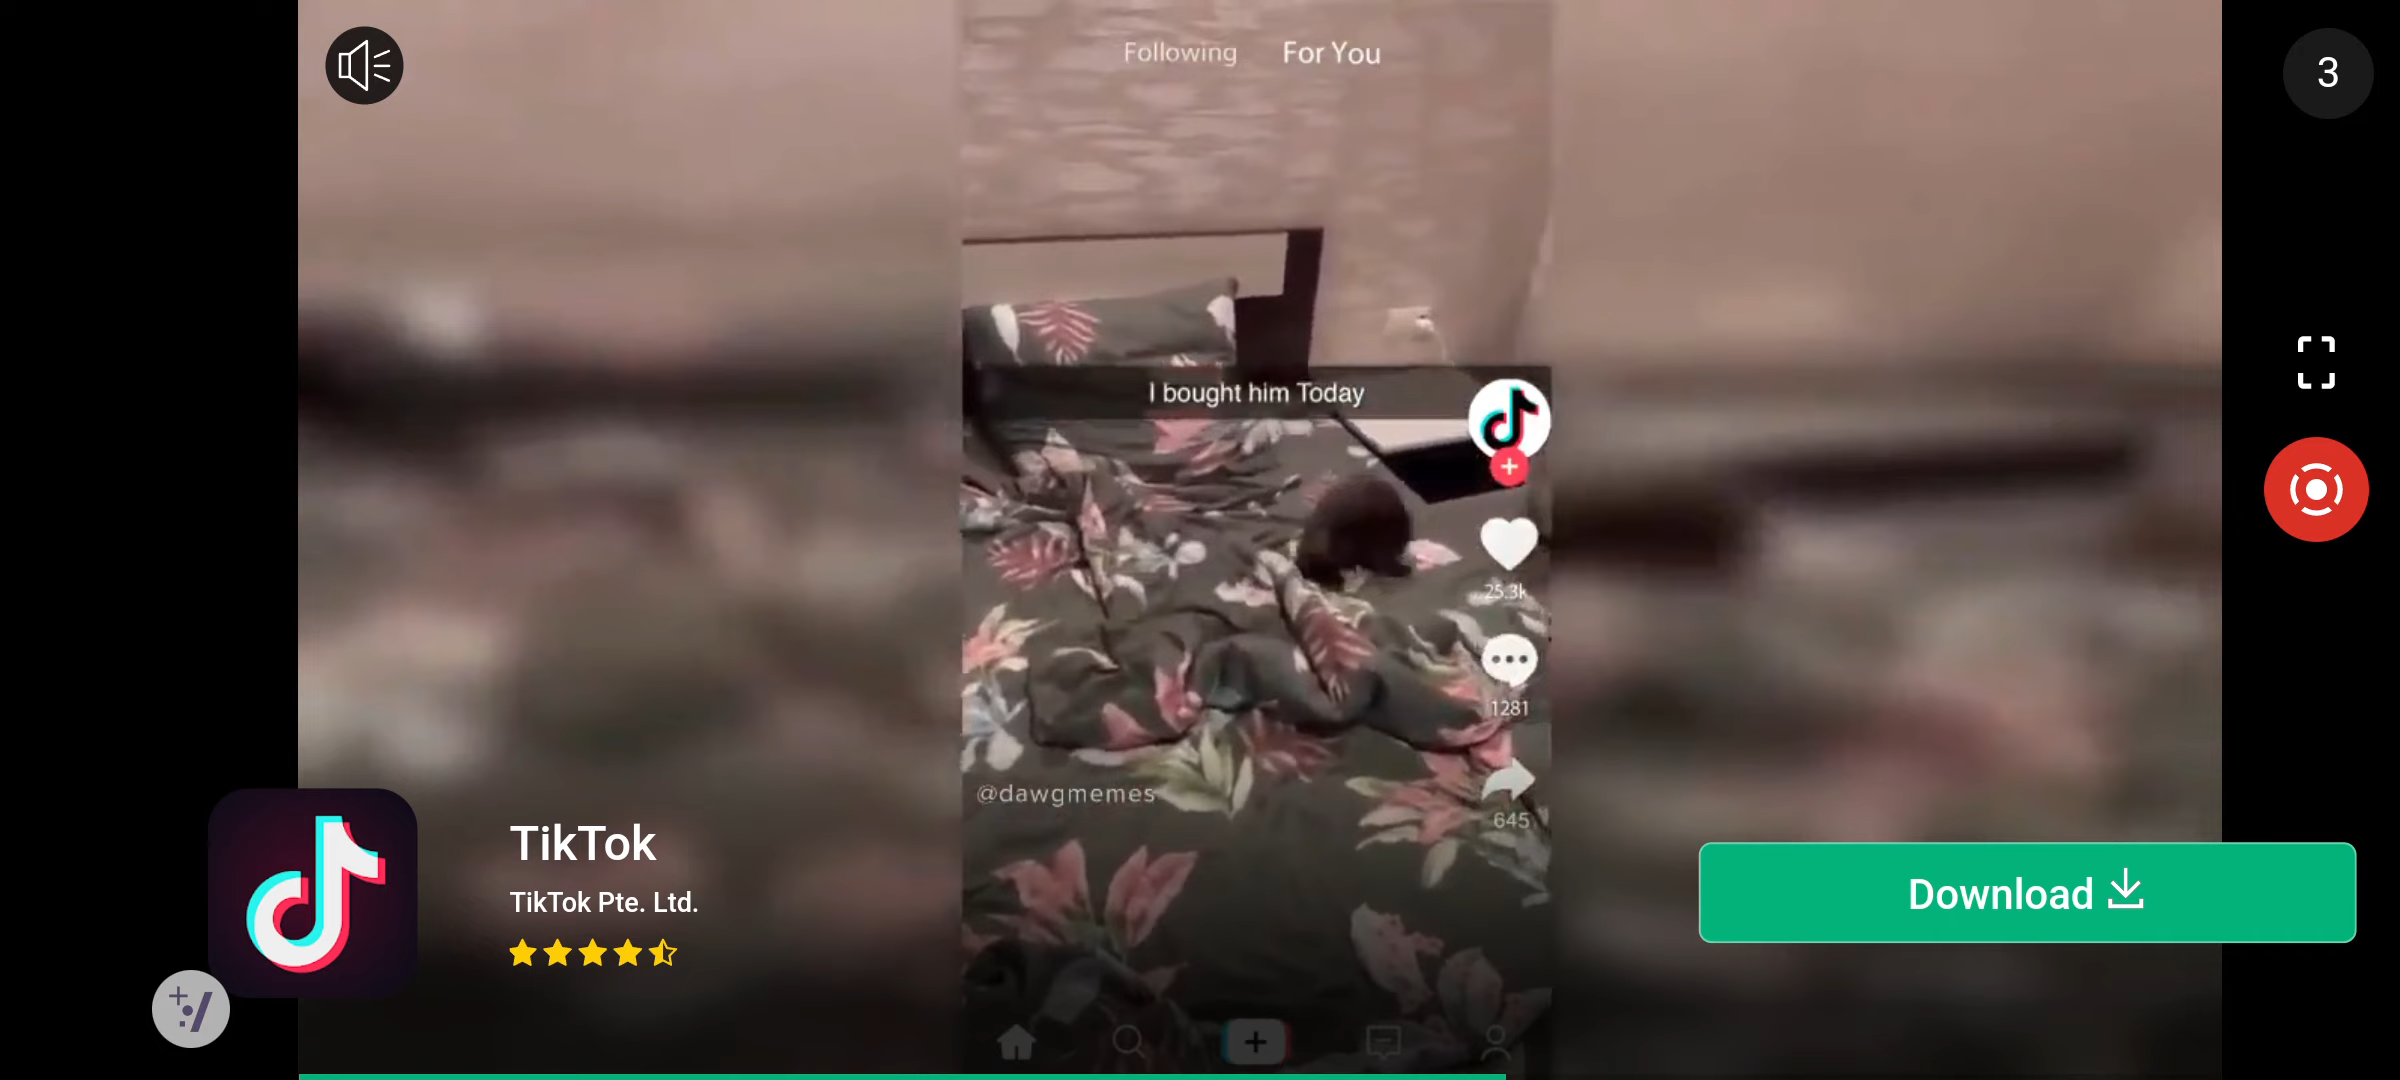 Following For You
3
I bought him Today
25.3k
1281
@dawgmemes
645
TikTok
TikTok Pte. Ltd.
Download